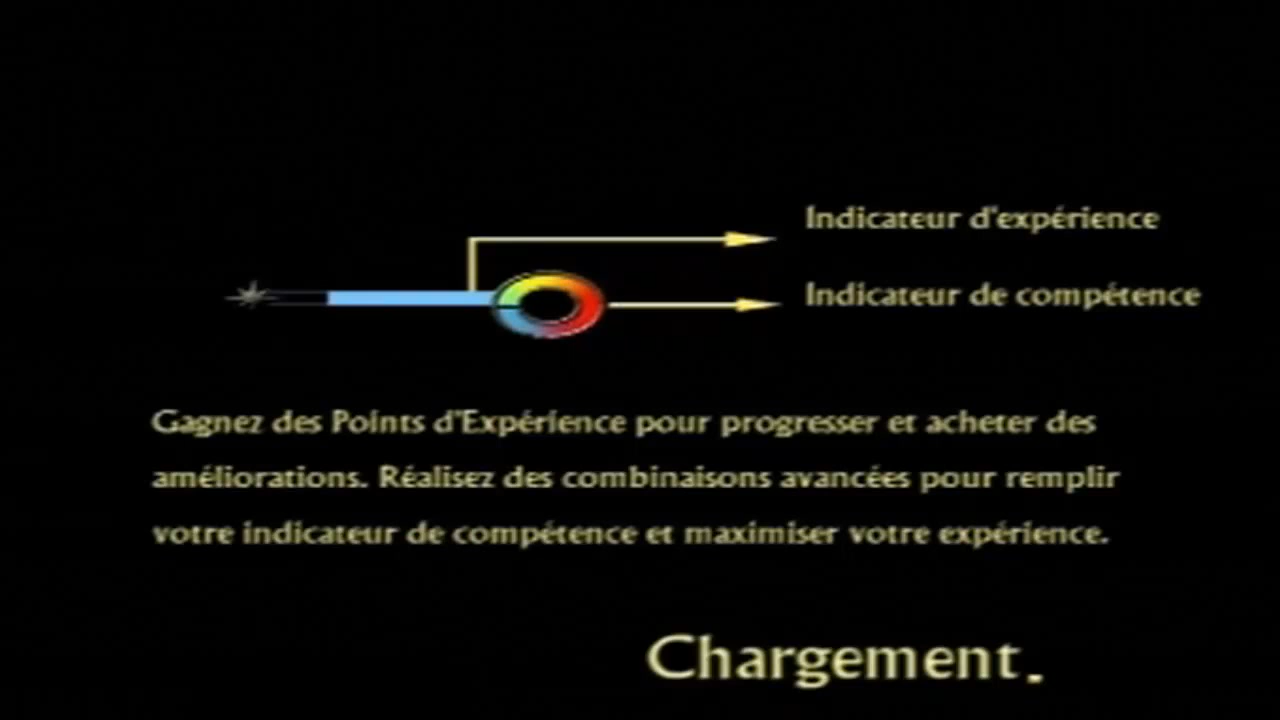 Indicateur d'expérience
Indicateur de compétence
Gagnez des Points d'Expérience pour progresser et acheter des
améliorations. Réalisez des combinaisons avancées pour remplir
votre indicateur de compétence et maximiser votre expérience.
Chargement.